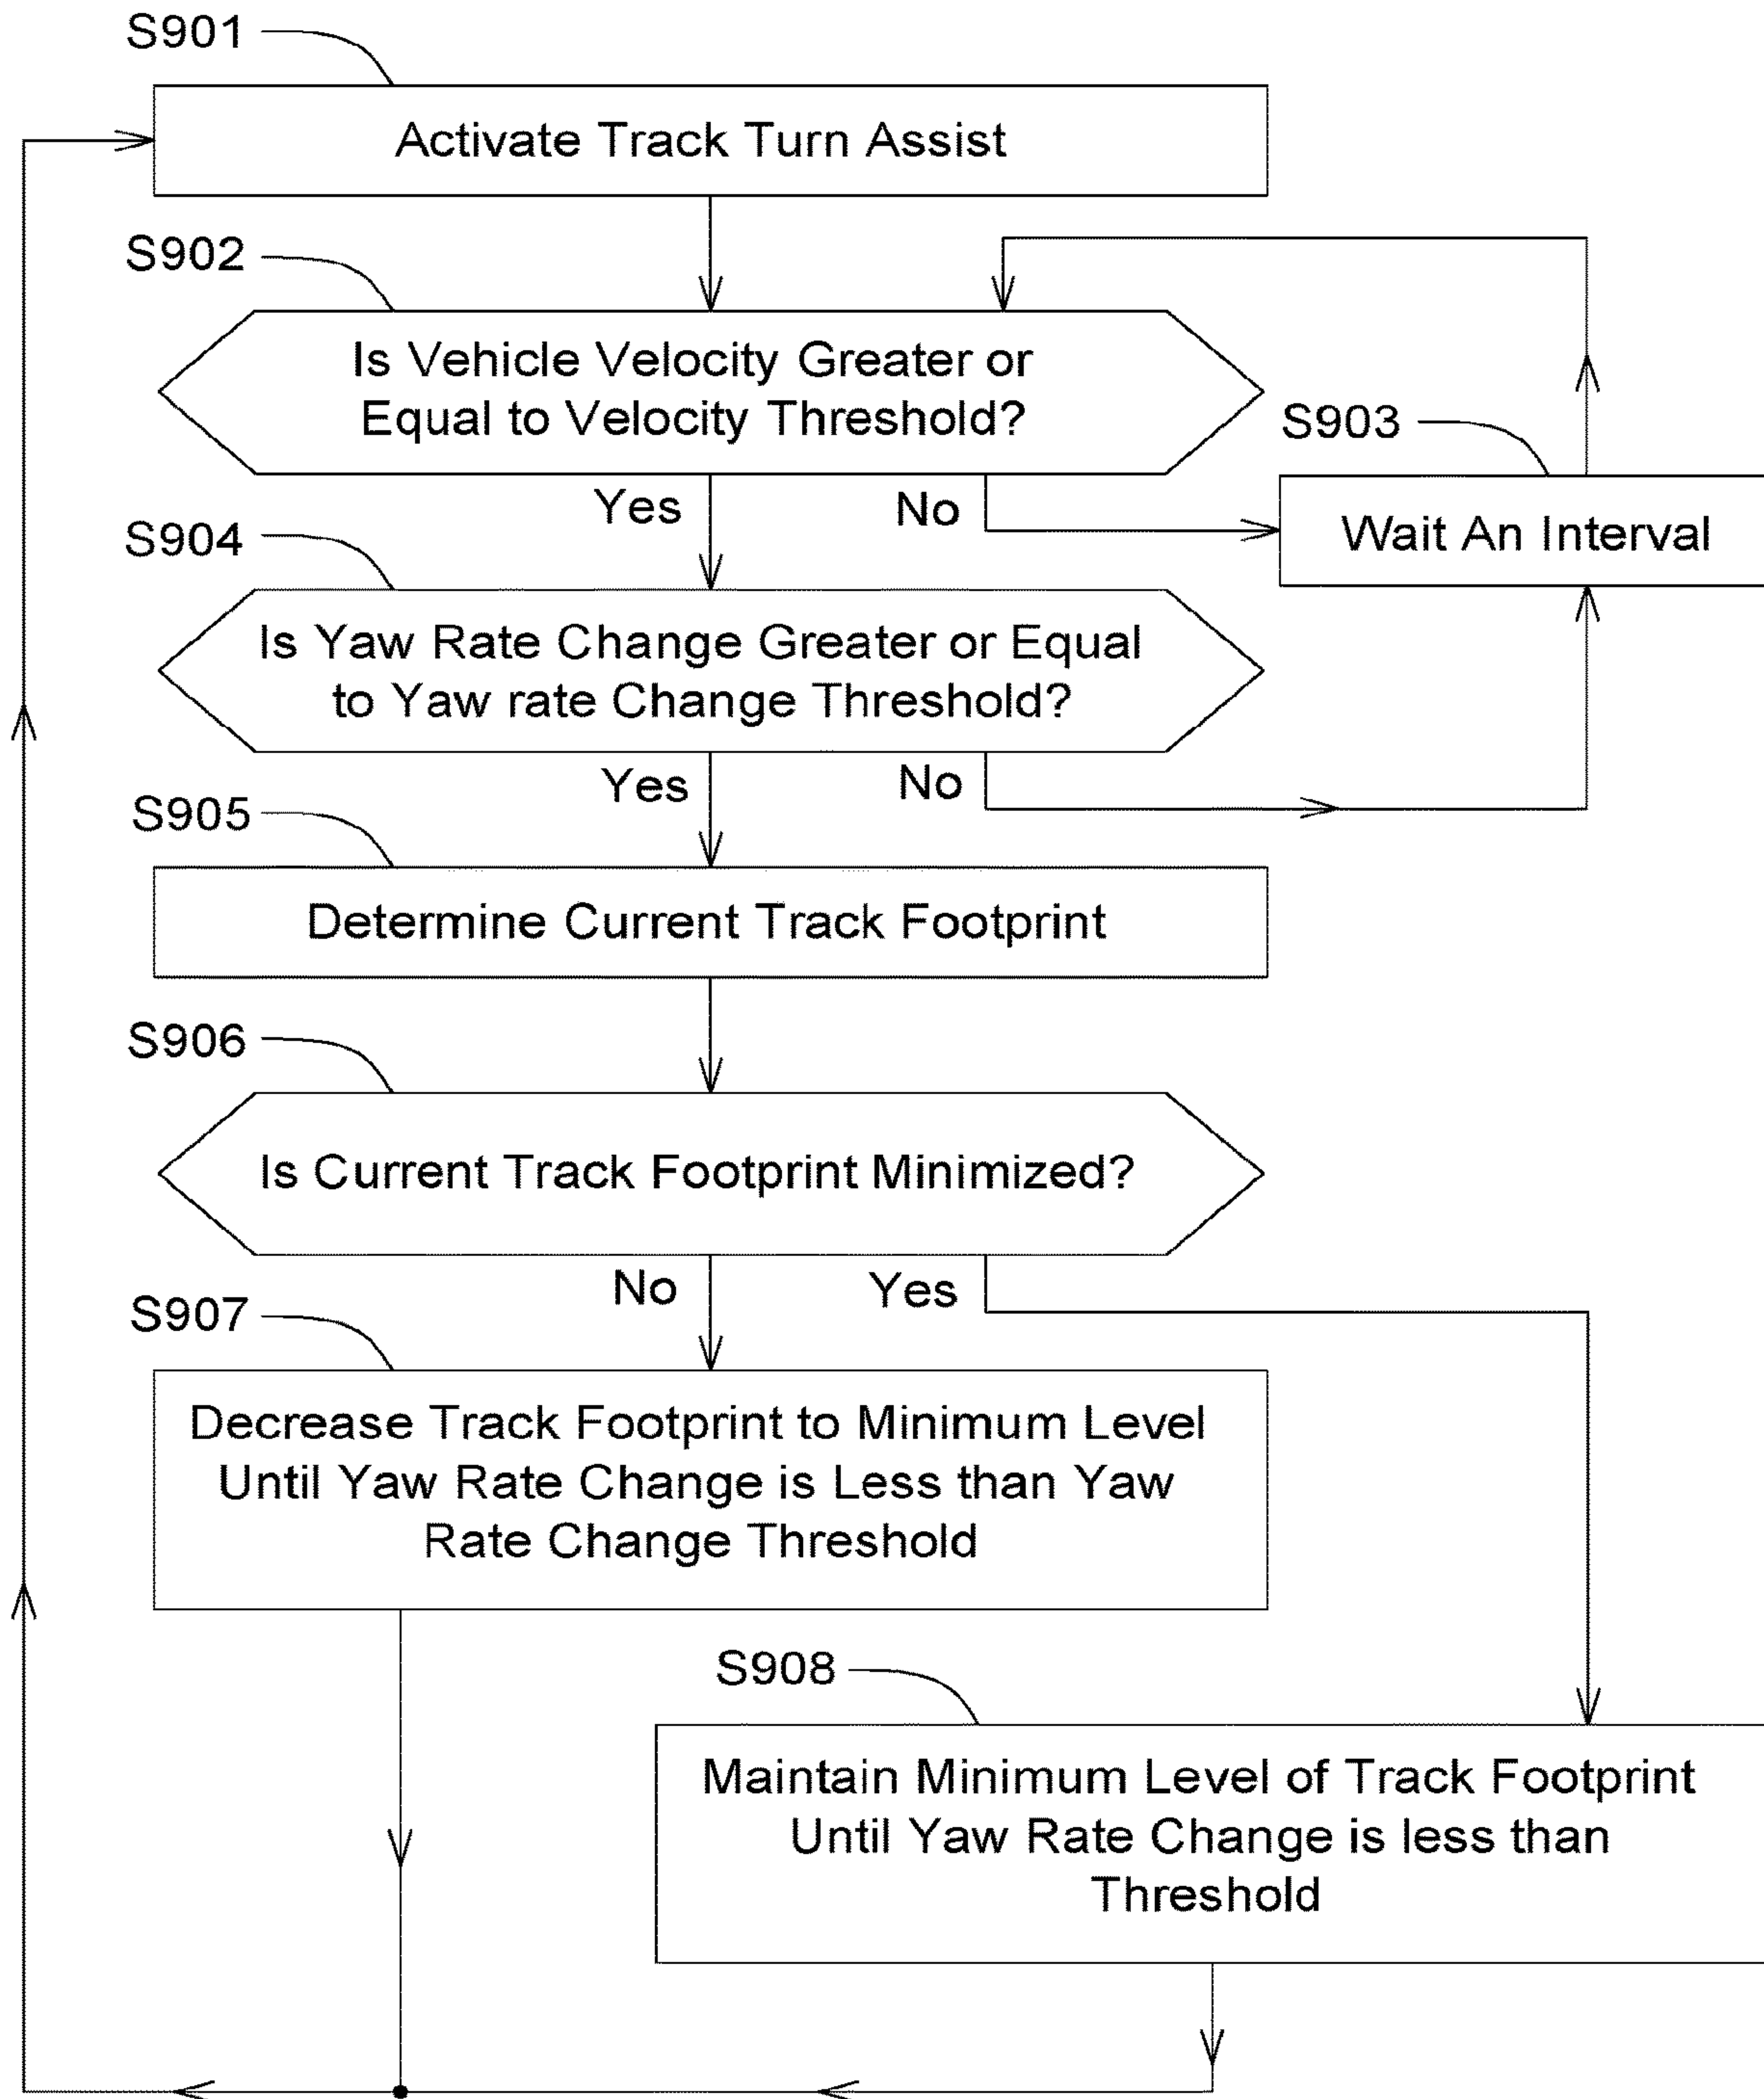 S901
Activate Track Turn Assist
S902
Is Vehicle Velocity Greater or
Equal to Velocity Threshold?
S903
Yes
No
Wait An Interval
S904
Is Yaw Rate Change Greater or Equal
to Yaw rate Change Threshold?
Yes
No
S905
Determine Current Track Footprint
S906
Is Current Track Footprint Minimized?
No
Yes
S907
Decrease Track Footprint to Minimum Level
Until Yaw Rate Change is Less than Yaw
Rate Change Threshold
S908
Maintain Minimum Level of Track Footprint
Until Yaw Rate Change is less than
Threshold